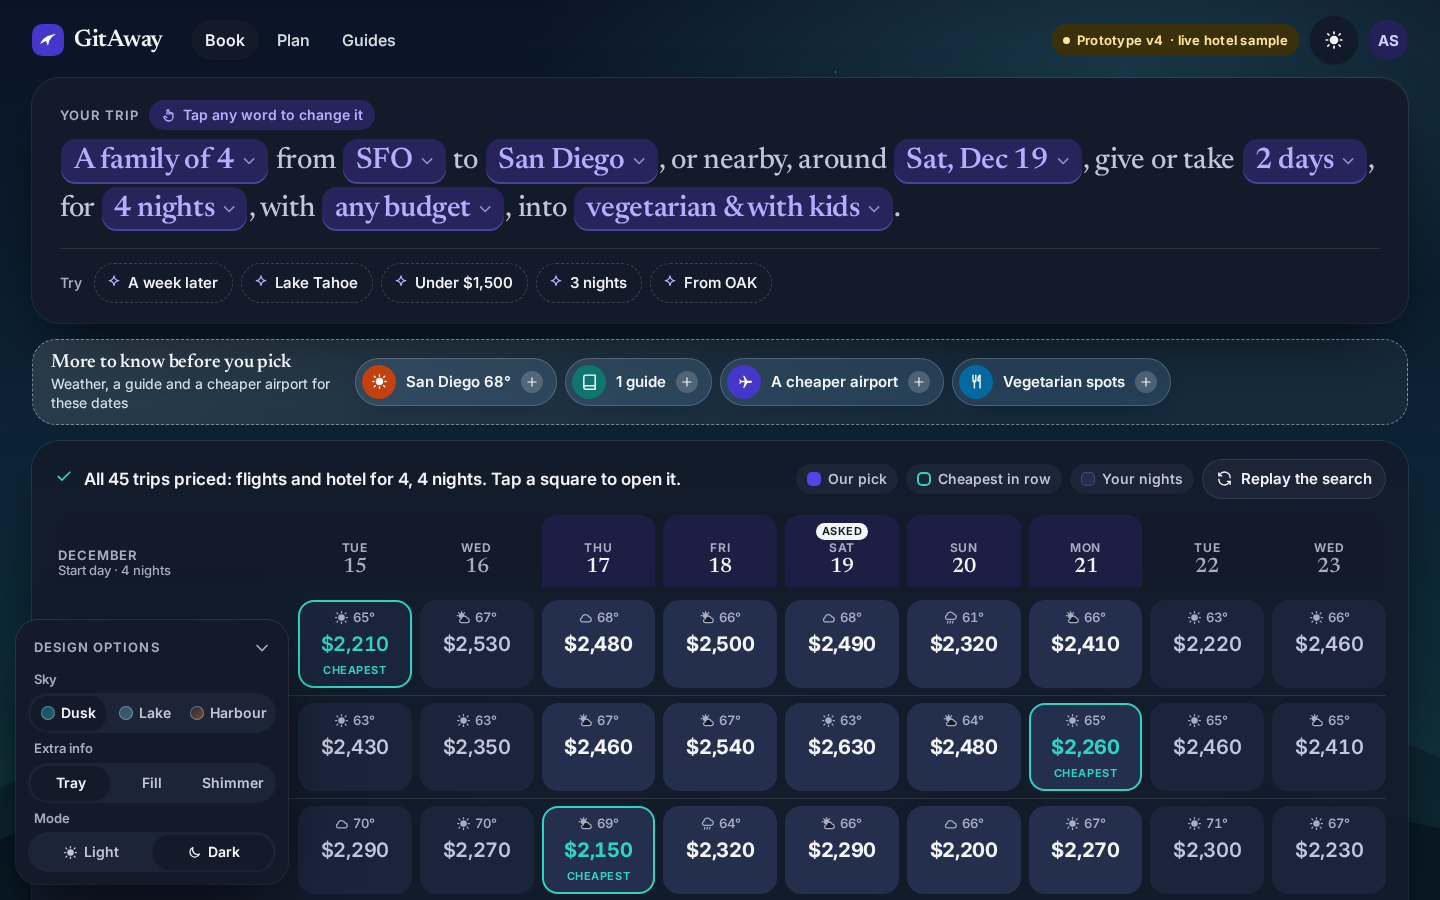 GitAway Book Plan Guides Prototype v4 · live hotel sample AS
YOUR TRIP Tap any word to change it
A family of 4 from SFO to San Diego, or nearby, around Sat, Dec 19, give or take 2 days,
for 4 nights, with any budget, into vegetarian & with kids.
Try A week later Lake Tahoe Under $1,500 3 nights From OAK
More to know before you pick
Weather, a guide and a cheaper airport for
these dates
San Diego 68° 1 guide A cheaper airport Vegetarian spots
All 45 trips priced: flights and hotel for 4, 4 nights. Tap a square to open it. Our pick Cheapest in row Your nights Replay the search
ASKED
DECEMBER
Start day · 4 nights
TUE WED THU FRI SAT SUN MON TUE WED
15 16 17 18 19 20 21 22 23
65° 67° 68° 66° 68° 61° 66° 63° 66°
$2,210 $2,530 $2,480 $2,500 $2,490 $2,320 $2,410 $2,220 $2,460
CHEAPEST
63° 63° 67° 67° 63° 64° 65° 65° 65°
$2,430 $2,350 $2,460 $2,540 $2,630 $2,480 $2,260 $2,460 $2,410
CHEAPEST
70° 70° 69° 64° 66° 66° 67° 71° 67°
$2,290 $2,270 $2,150 $2,320 $2,290 $2,200 $2,270 $2,300 $2,230
CHEAPEST
DESIGN OPTIONS
Sky
Dusk Lake Harbour
Extra info
Tray Fill Shimmer
Mode
Light Dark